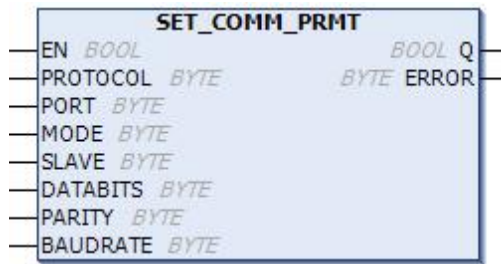 SET_COMM_PRMT
EN BOOL BOOL Q
PROTOCOL BYTE BYTE ERROR
PORT BYTE
MODE BYTE
SLAVE BYTE
DATABITS BYTE
PARITY BYTE
BAUDRATE BYTE